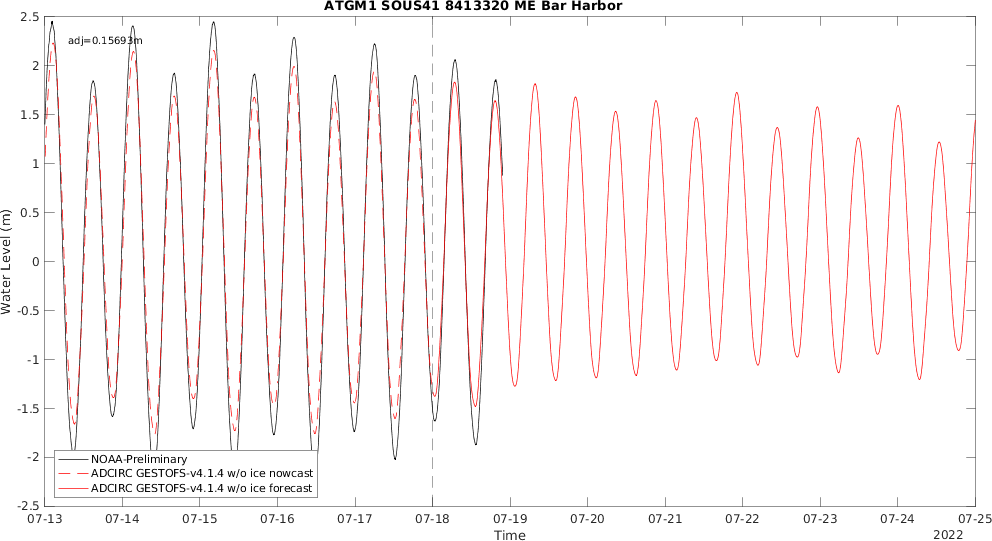 ATGM1 SOUS41 8413320 ME Bar Harbor
adj=0.15693m
2.5
2
1.5
1
0.5
0
-0.5
-1
-1.5
-2
-2.5
Water Level (m)
NOAA-Preliminary
ADCIRC GESTOFS-v4.1.4 w/o ice nowcast
ADCIRC GESTOFS-v4.1.4 w/o ice forecast
07-13 07-14 07-15 07-16 07-17 07-18 07-19 07-20 07-21 07-22 07-23 07-24 07-25
Time
2022